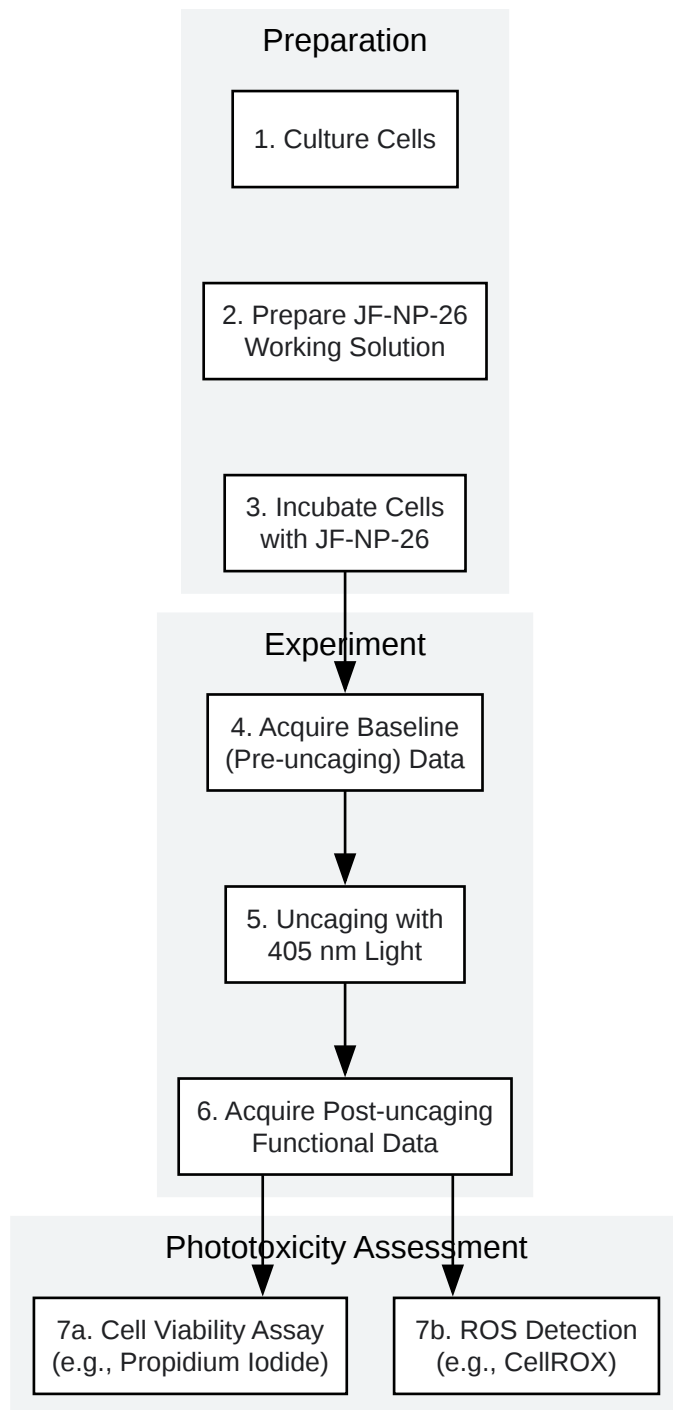 Preparation
1. Culture Cells
2. Prepare JF-NP-26
Working Solution
3. Incubate Cells
with JF-NP-26
Experiment
4. Acquire Baseline
(Pre-uncaging) Data
5. Uncaging with
405 nm Light
6. Acquire Post-uncaging
Functional Data
Phototoxicity Assessment
7a. Cell Viability Assay
(e.g., Propidium Iodide)
7b. ROS Detection
(e.g., CellROX)